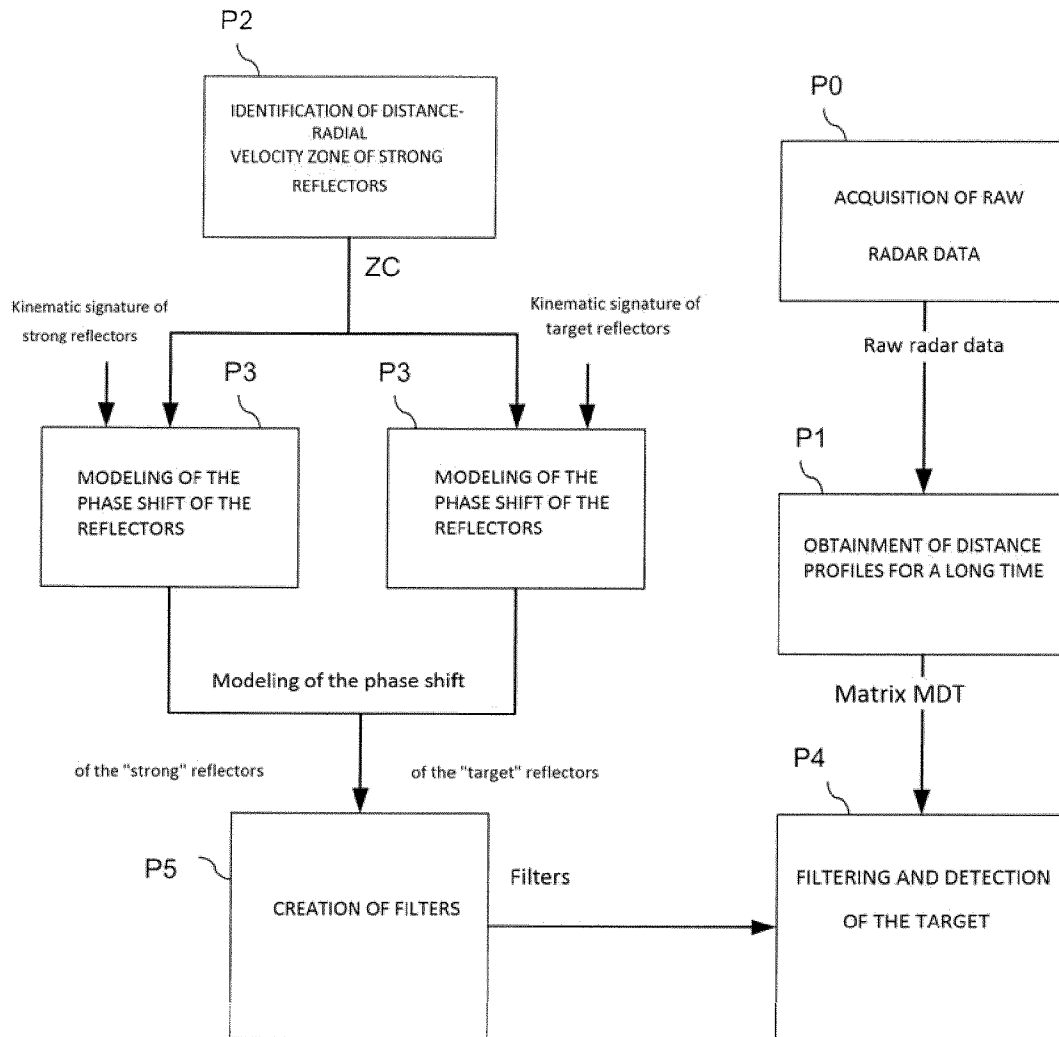 P2
IDENTIFICATION OF DISTANCE-
RADIAL
VELOCITY ZONE OF STRONG
REFLECTORS
P0
ACQUISITION OF RAW
RADAR DATA
ZC
Kinematic signature of
strong reflectors
Kinematic signature of
target reflectors
Raw radar data
P3
P3
MODELING OF THE
PHASE SHIFT OF THE
REFLECTORS
MODELING OF THE
PHASE SHIFT OF THE
REFLECTORS
P1
OBTAINMENT OF DISTANCE
PROFILES FOR A LONG TIME
Modeling of the phase shift
Matrix MDT
of the "strong" reflectors
of the "target" reflectors
P4
P5
CREATION OF FILTERS
Filters
FILTERING AND DETECTION
OF THE TARGET